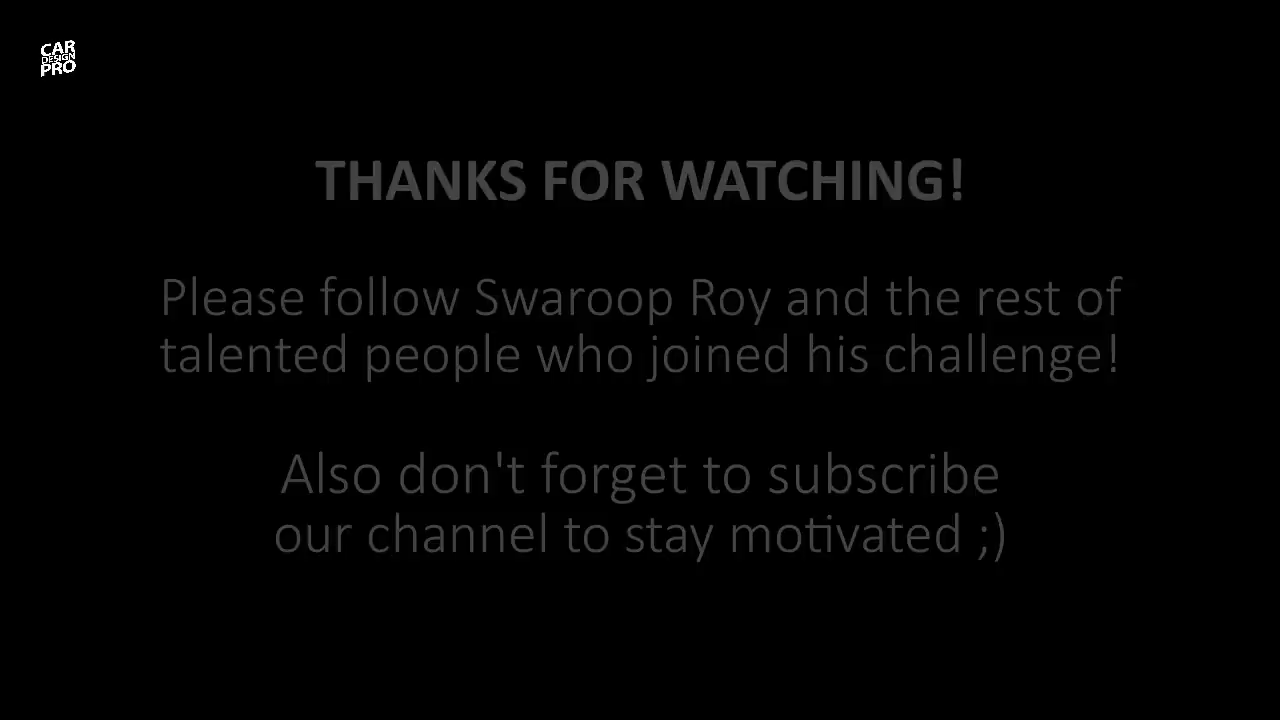 CAR
DESIGN
PRO
THANKS FOR WATCHING!
Please follow Swaroop Roy and the rest of
talented people who joined his challenge!
Also don't forget to subscribe
our channel to stay motivated ;)